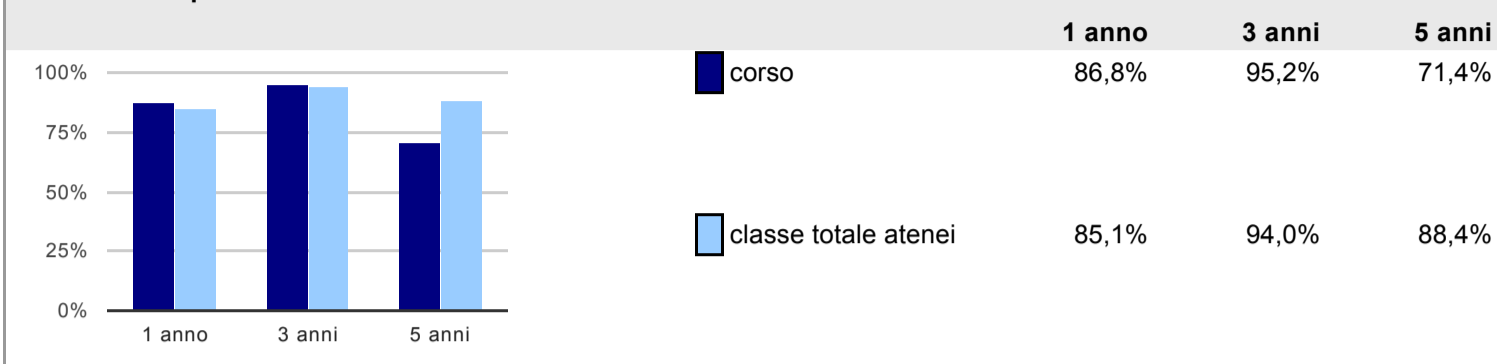 1 anno 3 anni 5 anni
100%
75%
50%
25%
0%
1 anno 3 anni 5 anni
corso 86,8% 95,2% 71,4%
classe totale atenei 85,1% 94,0% 88,4%